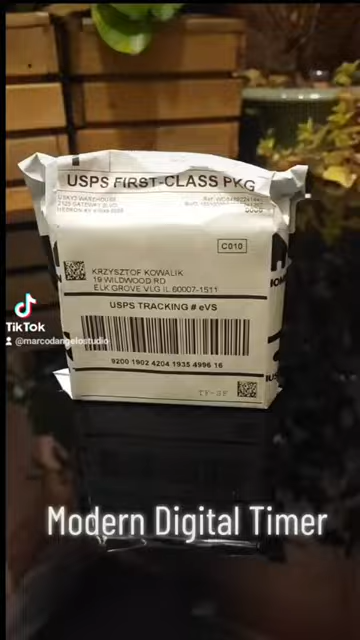 USPS FIRST-CLASS PKG
C010
KRZYSZTOF KOWALIK
19 WILDWOOD RD
ELK GROVE VLG IL 60007-1511
USPS TRACKING # eVS
9200 1902 4204 1935 4996 16
TikTok
@marcodangelostudio
Modern Digital Timer